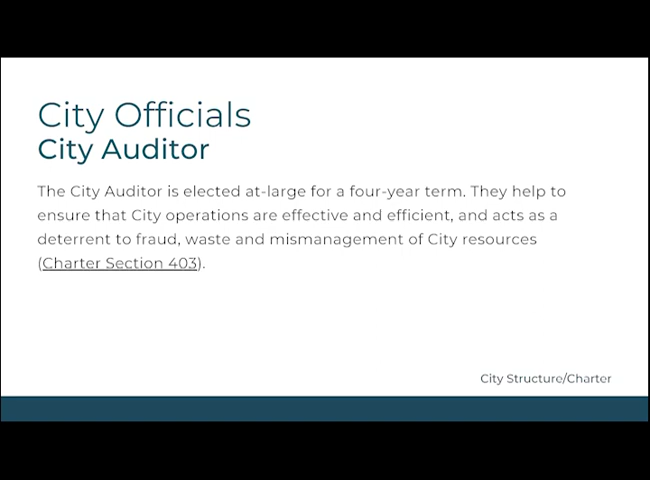 City Officials
City Auditor
The City Auditor is elected at-large for a four-year term. They help to
ensure that City operations are effective and efficient, and acts as a
deterrent to fraud, waste and mismanagement of City resources
(Charter Section 403).
City Structure/Charter